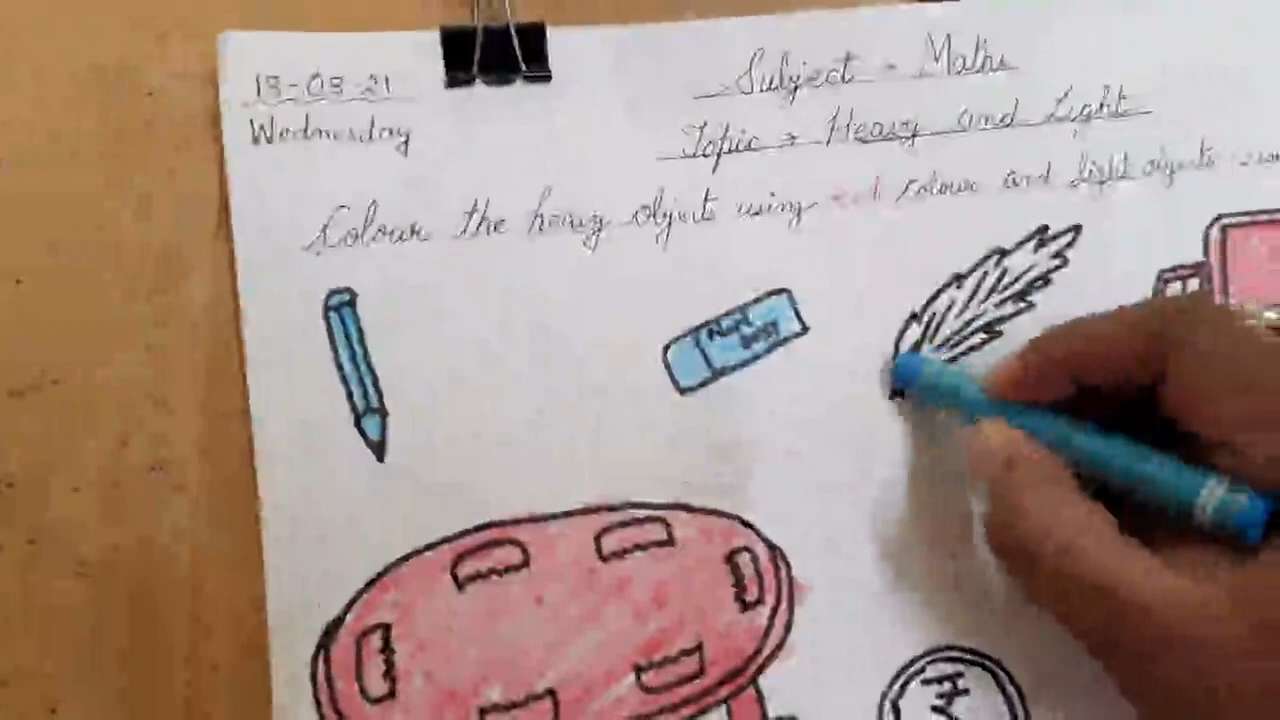 18-08-21
Wednesday
Subject - Maths
Topic → Heavy and Light
Colour the heavy objects using red colour and light objects
₹